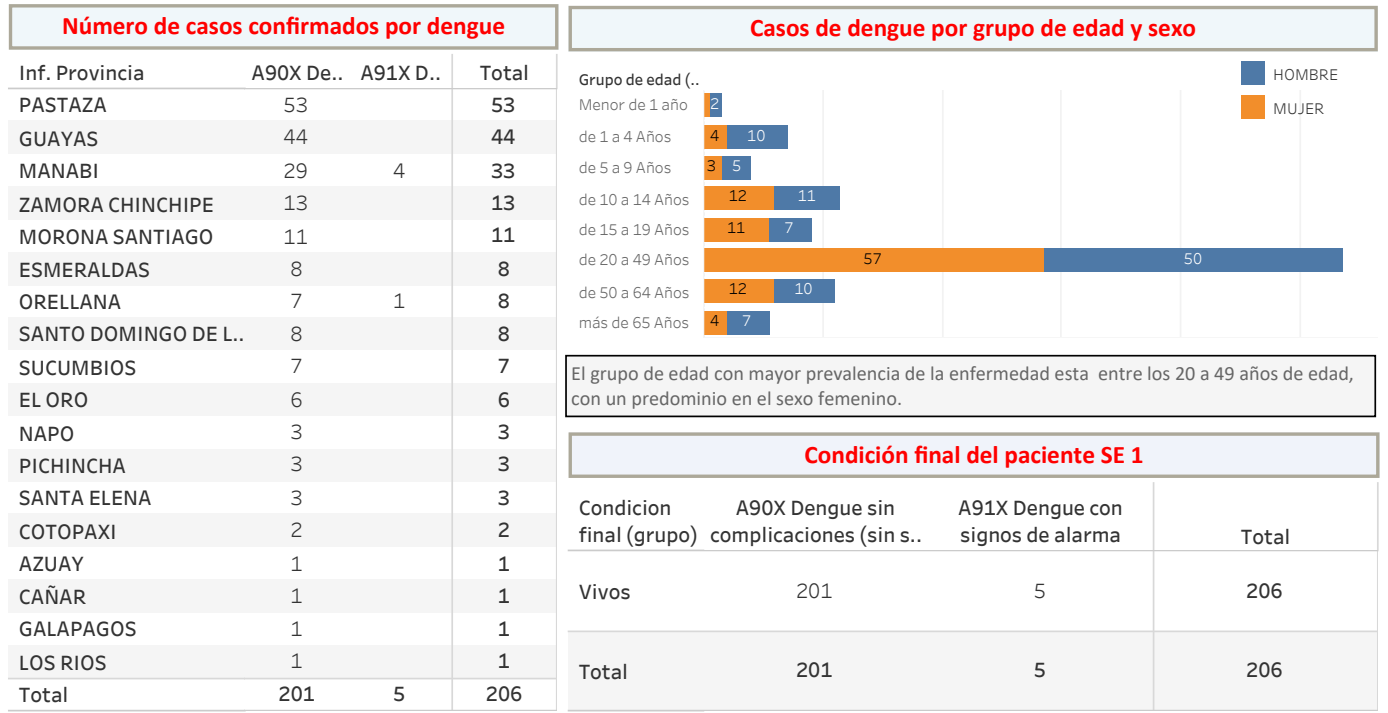 Número de casos confirmados por dengue
Inf. Provincia A90X De.. A91X D.. Total
PASTAZA 53 53
GUAYAS 44 44
MANABI 29 4 33
ZAMORA CHINCHIPE 13 13
MORONA SANTIAGO 11 11
ESMERALDAS 8 8
ORELLANA 7 1 8
SANTO DOMINGO DE L.. 8 8
SUCUMBIOS 7 7
EL ORO 6 6
NAPO 3 3
PICHINCHA 3 3
SANTA ELENA 3 3
COTOPAXI 2 2
AZUAY 1 1
CAÑAR 1 1
GALAPAGOS 1 1
LOS RIOS 1 1
Total 201 5 206
Casos de dengue por grupo de edad y sexo
Grupo de edad (..
HOMBRE
MUJER
Menor de 1 año 2
de 1 a 4 Años 4 10
de 5 a 9 Años 3 5
de 10 a 14 Años 12 11
de 15 a 19 Años 11 7
de 20 a 49 Años 57 50
de 50 a 64 Años 12 10
más de 65 Años 4 7
El grupo de edad con mayor prevalencia de la enfermedad esta entre los 20 a 49 años de edad,
con un predominio en el sexo femenino.
Condición final del paciente SE 1
Condicion A90X Dengue sin A91X Dengue con
final (grupo) complicaciones (sin s.. signos de alarma Total
Vivos 201 5 206
Total 201 5 206